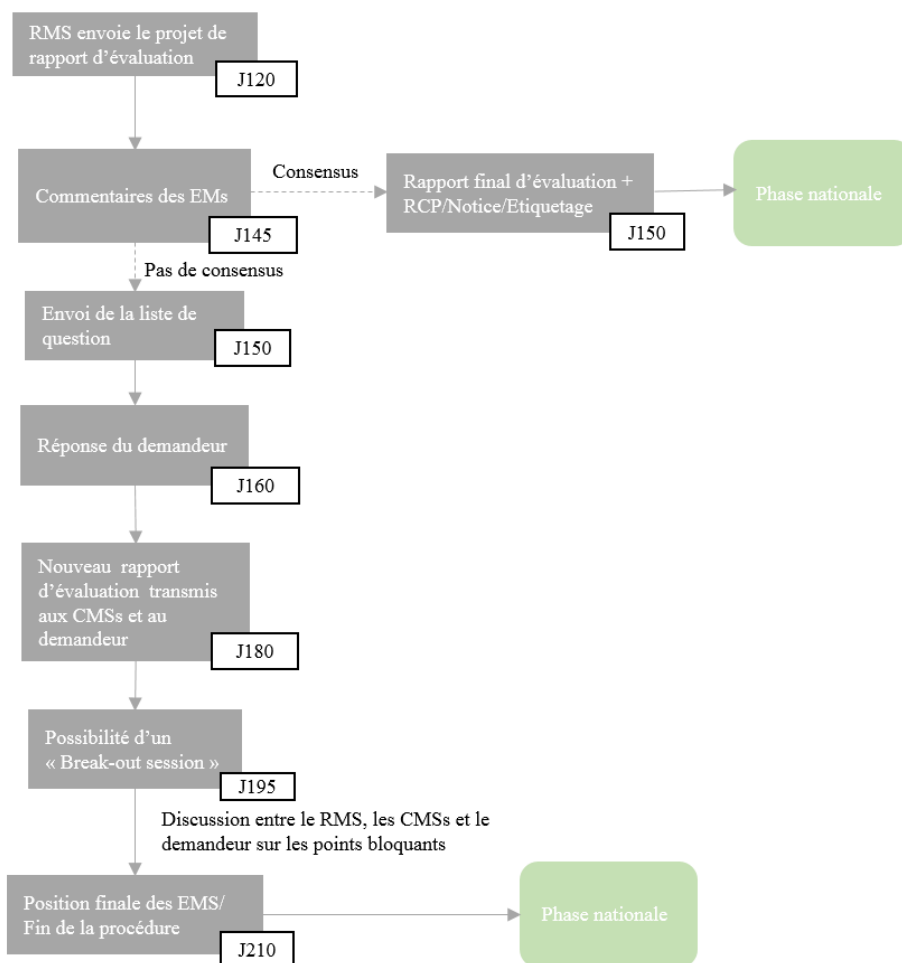 RMS envoie le projet de
rapport d’évaluation
J120
Commentaires des EMs
J145
Consensus
Rapport final d’évaluation +
RCP/Notice/Etiquetage
J150
Phase nationale
Pas de consensus
Envoi de la liste de
question
J150
Réponse du demandeur
J160
Nouveau rapport
d’évaluation transmis
aux CMSs et au
demandeur
J180
Possibilité d’un
« Break-out session »
J195
Discussion entre le RMS, les CMSs et le
demandeur sur les points bloquants
Position finale des EMS/
Fin de la procédure
J210
Phase nationale